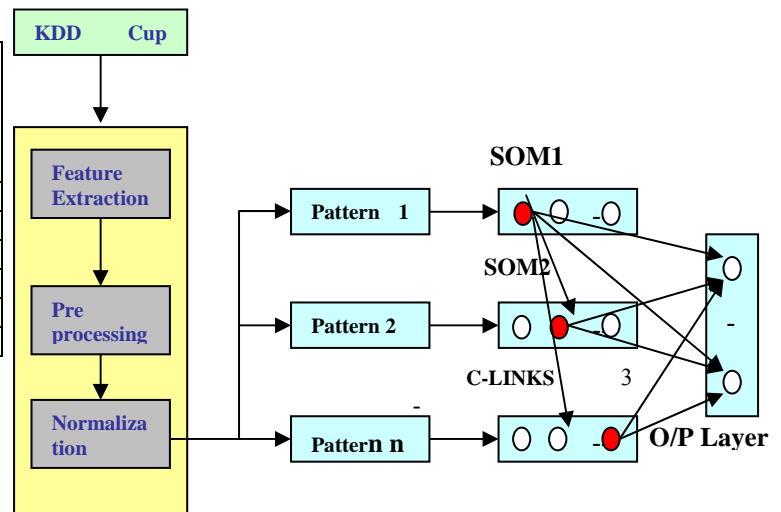 KDD Cup
SOM1
Feature
Extraction
Pattern 1
-
SOM2
Pre
processing
Pattern 2
-
-
C-LINKS
3
-
Normaliza
tion
Pattern n
-
O/P Layer